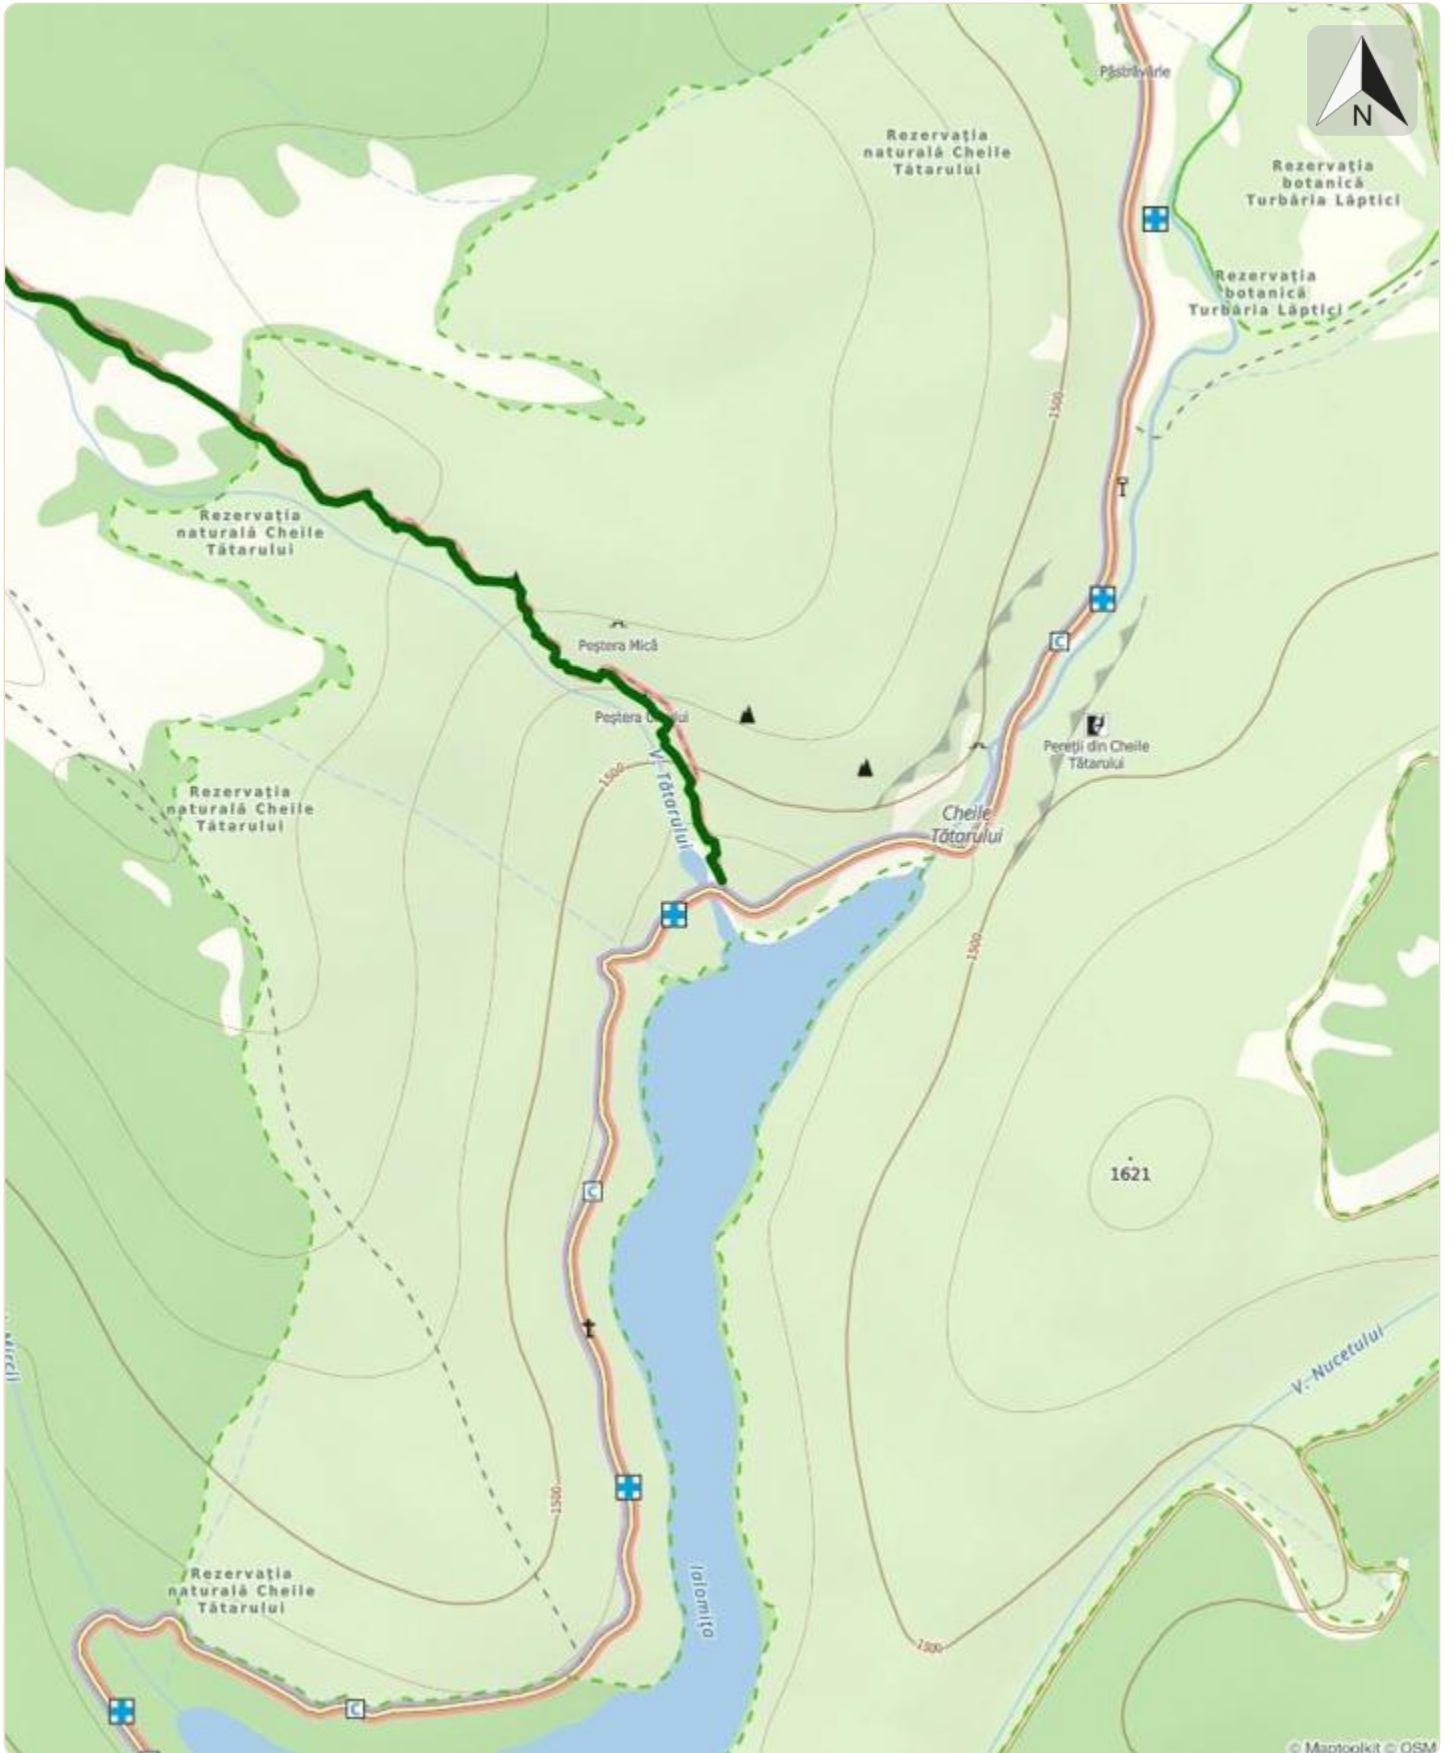 Păstrăvărie
N
Rezervația
naturală Cheile
Tătarului
Rezervația
botanică
Turbăria Lăptici
Rezervația
botanică
Turbăria Lăptici
1500
Rezervația
naturală Cheile
Tătarului
C
Peștera Mică
Peștera
Pereții din Cheile
Tătarului
V. Tătarului
1500
Rezervația
naturală Cheile
Tătarului
Cheile
Tătarului
1500
1621
C
V. Nucetului
1500
Ialomița
Rezervația
naturală Cheile
Tătarului
1500
C
© Maptoolkit © OSM